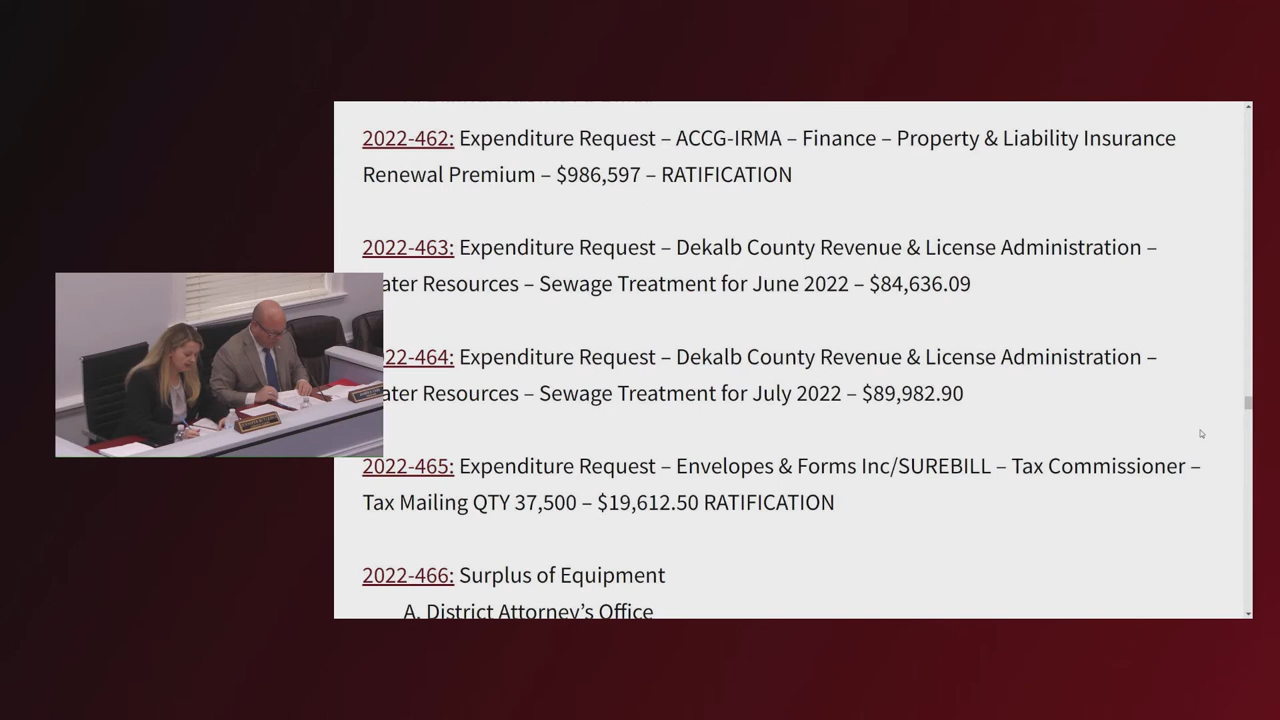 2022-462: Expenditure Request – ACCG-IRMA – Finance – Property & Liability Insurance
Renewal Premium – $986,597 – RATIFICATION
2022-463: Expenditure Request – Dekalb County Revenue & License Administration –
ater Resources – Sewage Treatment for June 2022 – $84,636.09
22-464: Expenditure Request – Dekalb County Revenue & License Administration –
ater Resources – Sewage Treatment for July 2022 – $89,982.90
2022-465: Expenditure Request – Envelopes & Forms Inc/SUREBILL – Tax Commissioner –
Tax Mailing QTY 37,500 – $19,612.50 RATIFICATION
2022-466: Surplus of Equipment
A. District Attorney’s Office